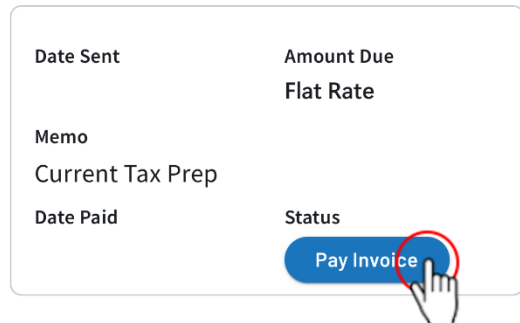 Date Sent
Amount Due
Flat Rate
Memo
Current Tax Prep
Date Paid
Status
Pay Invoice